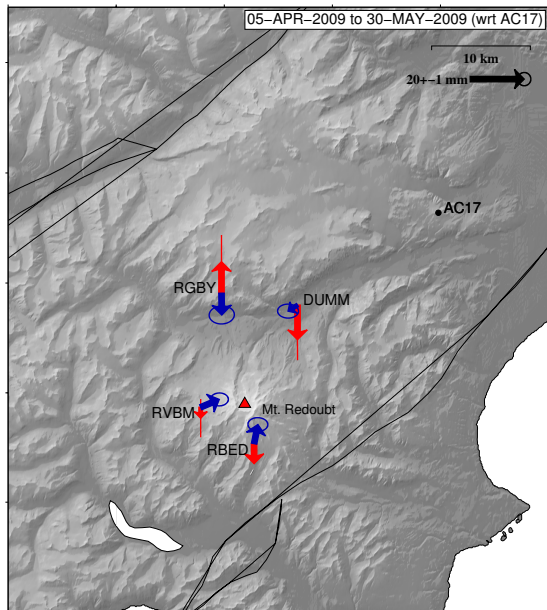 05−APR−2009 to 30−MAY−2009 (wrt AC17)
10 km
20+−1 mm
AC17
RGBY
DUMM
RVBM
Mt. Redoubt
RBED